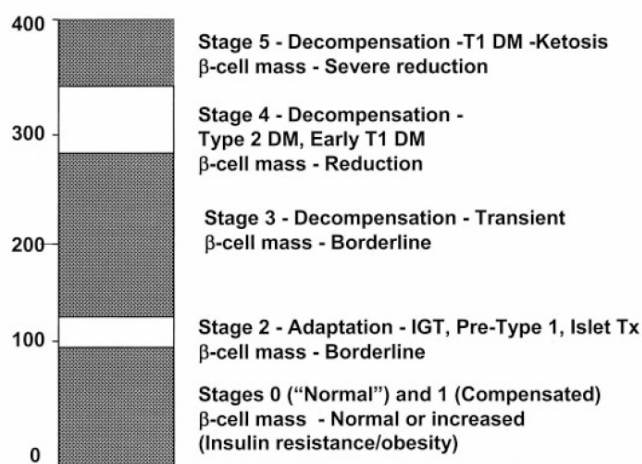 400
Stage 5 - Decompensation -T1 DM -Ketosis
β-cell mass - Severe reduction
Stage 4 - Decompensation -
Type 2 DM, Early T1 DM
300
β-cell mass - Reduction
Stage 3 - Decompensation - Transient
β-cell mass - Borderline
200
Stage 2 - Adaptation - IGT, Pre-Type 1, Islet Tx
100
β-cell mass - Borderline
Stages 0 (“Normal”) and 1 (Compensated)
β-cell mass - Normal or increased
(Insulin resistance/obesity)
0